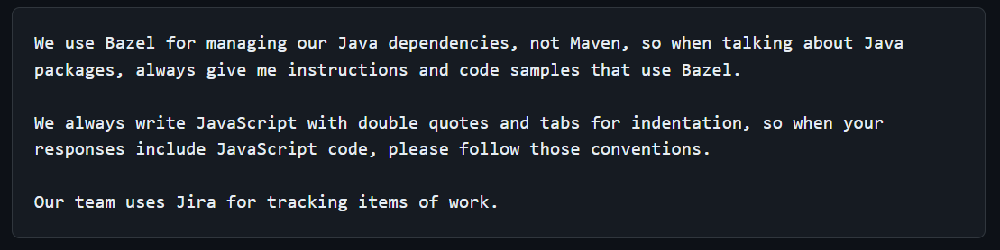 We use Bazel for managing our Java dependencies, not Maven, so when talking about Java
packages, always give me instructions and code samples that use Bazel.
We always write JavaScript with double quotes and tabs for indentation, so when your
responses include JavaScript code, please follow those conventions.
Our team uses Jira for tracking items of work.